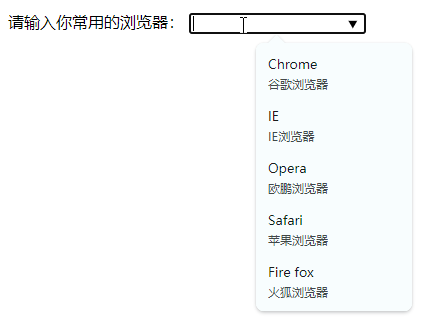 请输入你常用的浏览器：
Chrome
谷歌浏览器
IE
IE浏览器
Opera
欧鹏浏览器
Safari
苹果浏览器
Fire fox
火狐浏览器